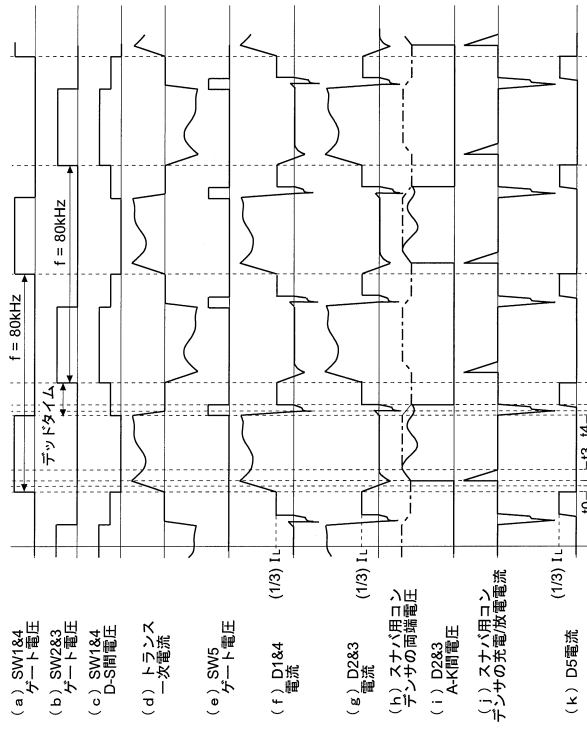 f = 80kHz
f = 80kHz
デッドタイム
(a) SW1&4
ゲート電圧
(b) SW2&3
ゲート電圧
(c) SW1&4
D-S間電圧
(d) トランス
一次電流
(e) SW5
ゲート電圧
(f) D1&4
電流
(1/3) IL
(g) D2&3
電流
(1/3) IL
(h) スナバ用コン
デンサの両端電圧
(i) D2&3
A-K間電圧
(j) スナバ用コン
デンサの充電/放電電流
(k) D5電流
(1/3) IL
t0
t3
t4